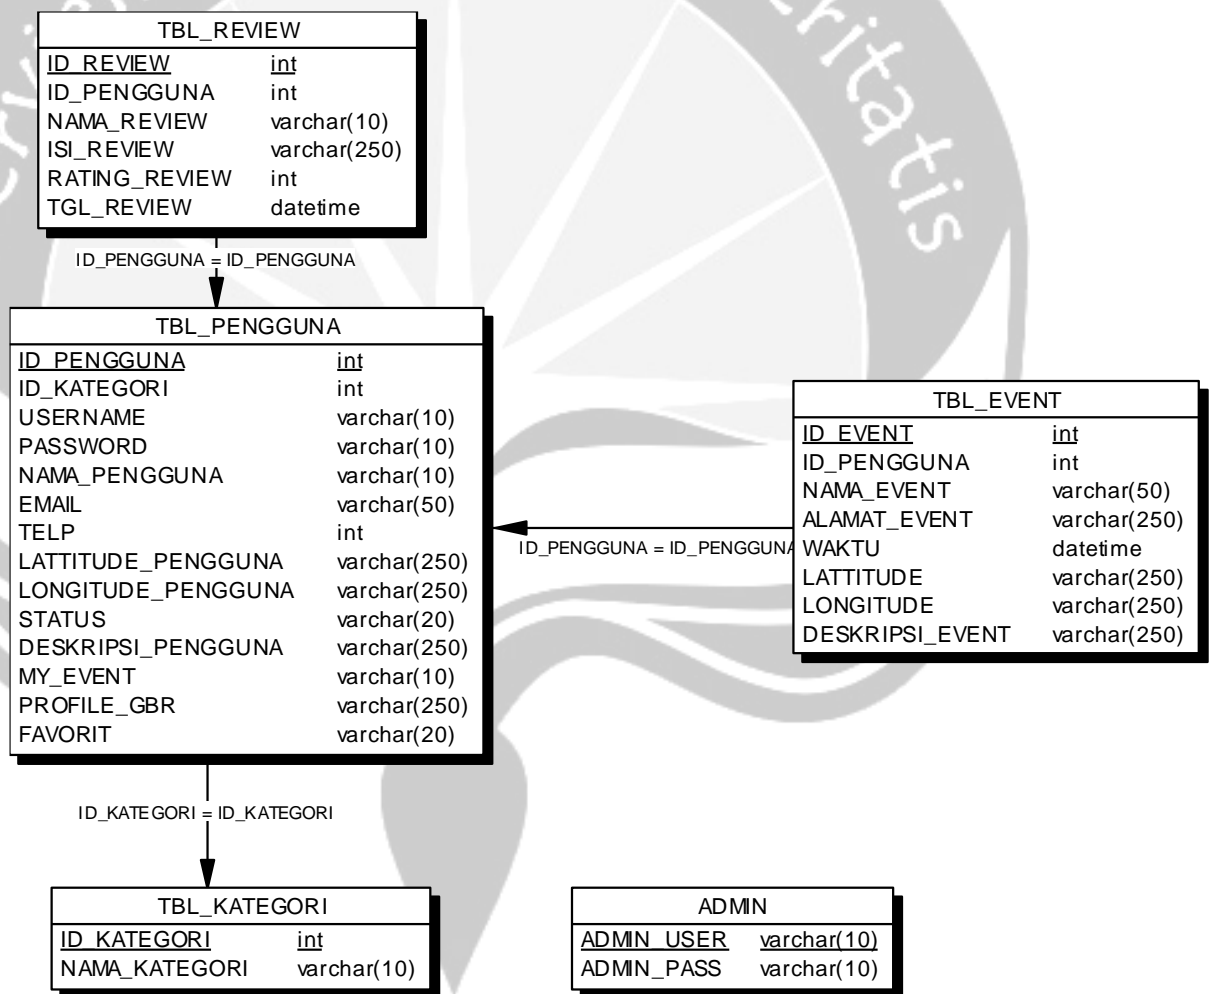 TBL_REVIEW
ID_REVIEW int
ID_PENGGUNA int
NAMA_REVIEW varchar(10)
ISI_REVIEW varchar(250)
RATING_REVIEW int
TGL_REVIEW datetime
ID_PENGGUNA = ID_PENGGUNA
TBL_PENGGUNA
ID_PENGGUNA int
ID_KATEGORI int
USERNAME varchar(10)
PASSWORD varchar(10)
NAMA_PENGGUNA varchar(10)
EMAIL varchar(50)
TELP int
LATTITUDE_PENGGUNA varchar(250)
LONGITUDE_PENGGUNA varchar(250)
STATUS varchar(20)
DESKRIPSI_PENGGUNA varchar(250)
MY_EVENT varchar(10)
PROFILE_GBR varchar(250)
FAVORIT varchar(20)
ID_PENGGUNA = ID_PENGGUNA
TBL_EVENT
ID_EVENT int
ID_PENGGUNA int
NAMA_EVENT varchar(50)
ALAMAT_EVENT varchar(250)
WAKTU datetime
LATTITUDE varchar(250)
LONGITUDE varchar(250)
DESKRIPSI_EVENT varchar(250)
ID_KATEGORI = ID_KATEGORI
TBL_KATEGORI
ID_KATEGORI int
NAMA_KATEGORI varchar(10)
ADMIN
ADMIN_USER varchar(10)
ADMIN_PASS varchar(10)